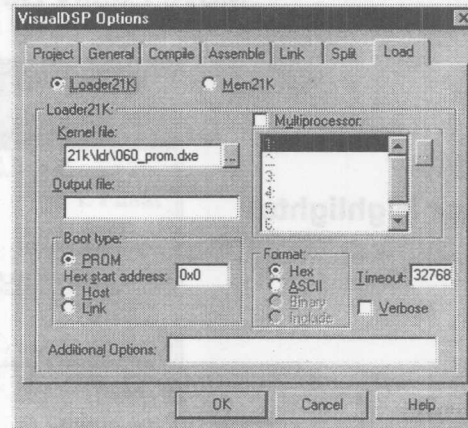 VisualDSP Options
Project General Compile Assemble Link Split Load
Loader21K Mem21K
Loader21K:
Kernel file:
21k\ldr\060_prom.dxe ...
Output file:
Multiprocessor:
1:
2:
3:
4:
5:
6:
...
Boot type:
PROM
Hex start address: 0x0
Host
Link
Format:
Hex
ASCII
Binary
Include
Timeout: 32768
Verbose
Additional Options:
OK Cancel Help